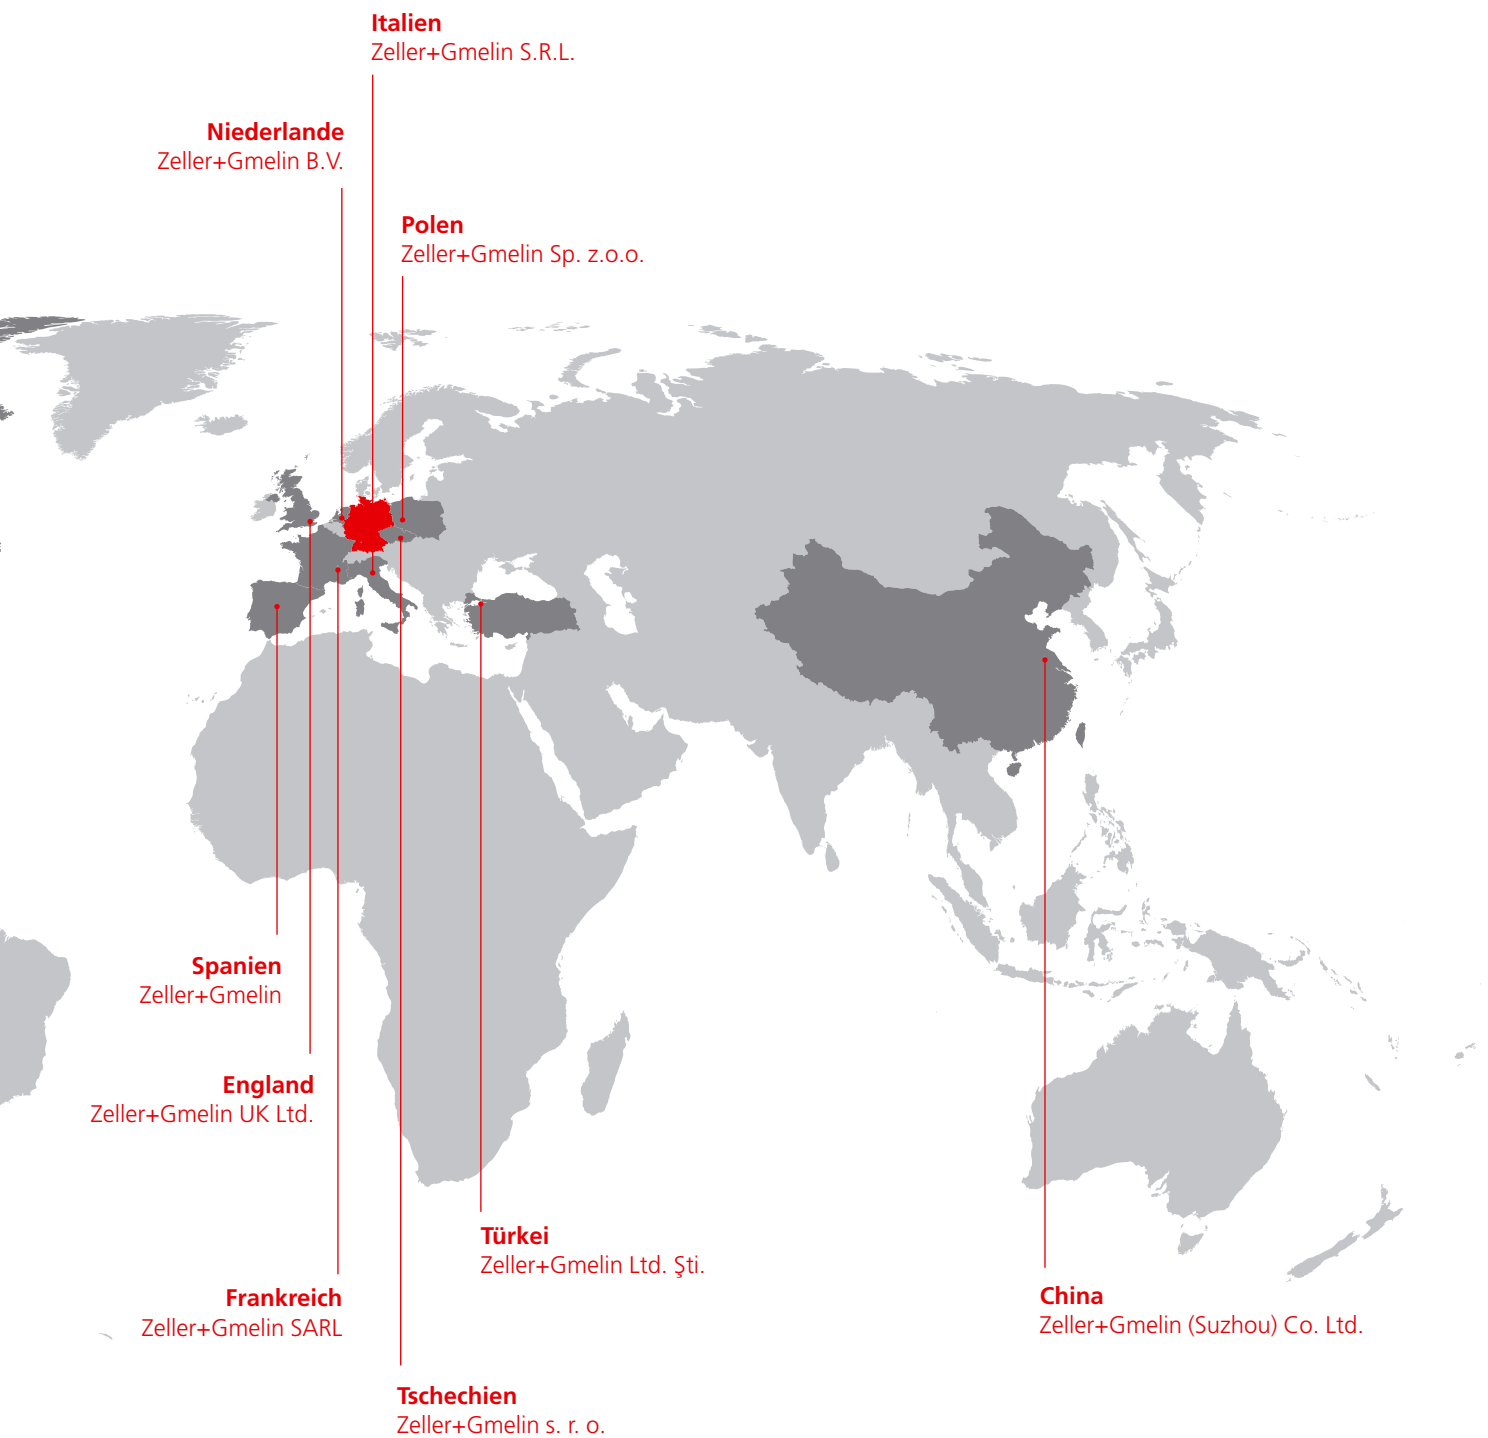 Italien
Zeller+Gmelin S.R.L.
Niederlande
Zeller+Gmelin B.V.
Polen
Zeller+Gmelin Sp. z.o.o.
Spanien
Zeller+Gmelin
England
Zeller+Gmelin UK Ltd.
Türkei
Zeller+Gmelin Ltd. Şti.
Frankreich
Zeller+Gmelin SARL
China
Zeller+Gmelin (Suzhou) Co. Ltd.
Tschechien
Zeller+Gmelin s. r. o.